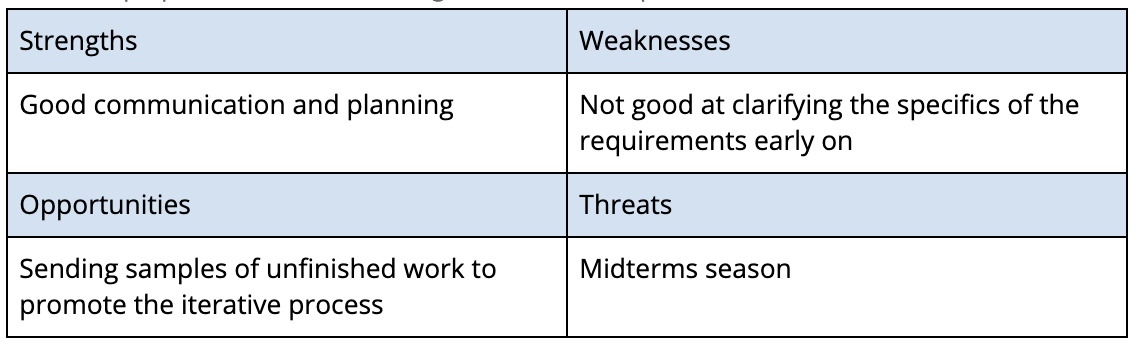 Strengths
Weaknesses
Good communication and planning
Not good at clarifying the specifics of the
requirements early on
Opportunities
Threats
Sending samples of unfinished work to
promote the iterative process
Midterms season